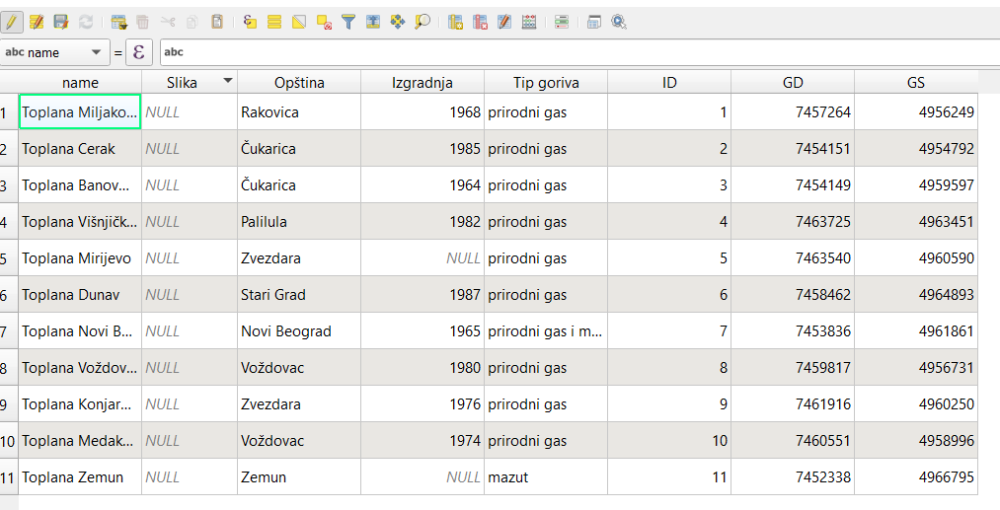 abc name = ε abc
name Slika Opština Izgradnja Tip goriva ID GD GS
1 Toplana Miljako... NULL Rakovica 1968 prirodni gas 1 7457264 4956249
2 Toplana Cerak NULL Čukarica 1985 prirodni gas 2 7454151 4954792
3 Toplana Banov... NULL Čukarica 1964 prirodni gas 3 7454149 4959597
4 Toplana Višnjičk... NULL Palilula 1982 prirodni gas 4 7463725 4963451
5 Toplana Mirijevo NULL Zvezdara NULL prirodni gas 5 7463540 4960590
6 Toplana Dunav NULL Stari Grad 1987 prirodni gas 6 7458462 4964893
7 Toplana Novi B... NULL Novi Beograd 1965 prirodni gas i m... 7 7453836 4961861
8 Toplana Voždov... NULL Voždovac 1980 prirodni gas 8 7459817 4956731
9 Toplana Konjar... NULL Zvezdara 1976 prirodni gas 9 7461916 4960250
10 Toplana Medak... NULL Voždovac 1974 prirodni gas 10 7460551 4958996
11 Toplana Zemun NULL Zemun NULL mazut 11 7452338 4966795